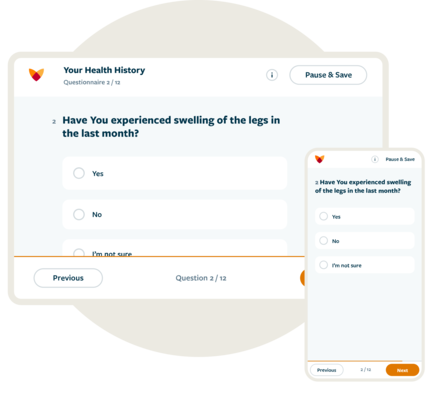 Your Health History
Questionnaire 2 / 12
i
Pause & Save
2 Have You experienced swelling of the legs in
the last month?
Yes
No
I'm not sure
Previous
Question 2 / 12
i
Pause & Save
2 Have You experienced swelling
of the legs in the last month?
Yes
No
I'm not sure
Previous
2 / 12
Next